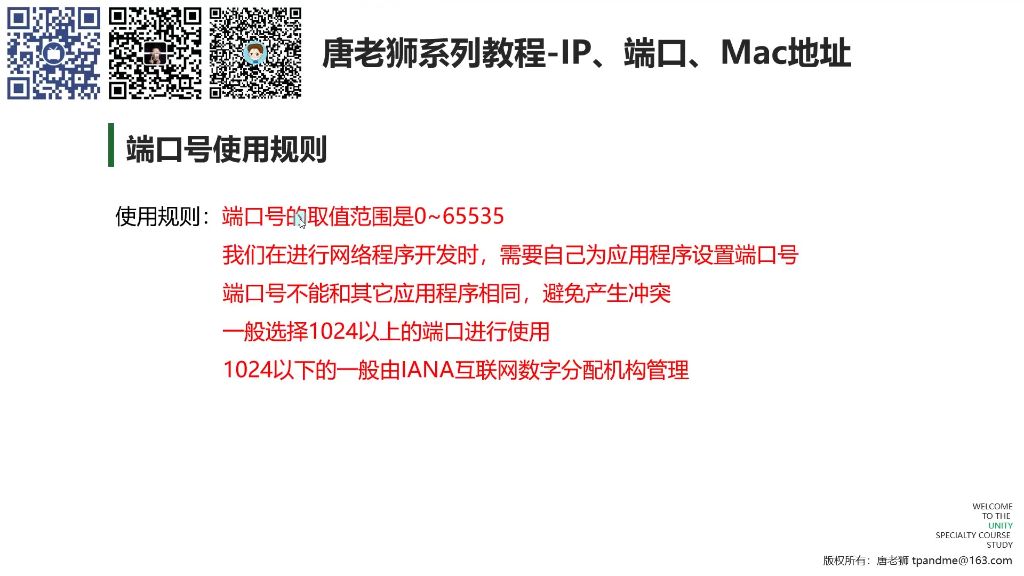 唐老狮系列教程-IP、端口、Mac地址
端口号使用规则
使用规则：端口号的取值范围是0~65535
我们在进行网络程序开发时，需要自己为应用程序设置端口号
端口号不能和其它应用程序相同，避免产生冲突
一般选择1024以上的端口进行使用
1024以下的一般由IANA互联网数字分配机构管理
WELCOME
TO THE
UNITY
SPECIALTY COURSE
STUDY
版权所有：唐老狮 tpandme@163.com